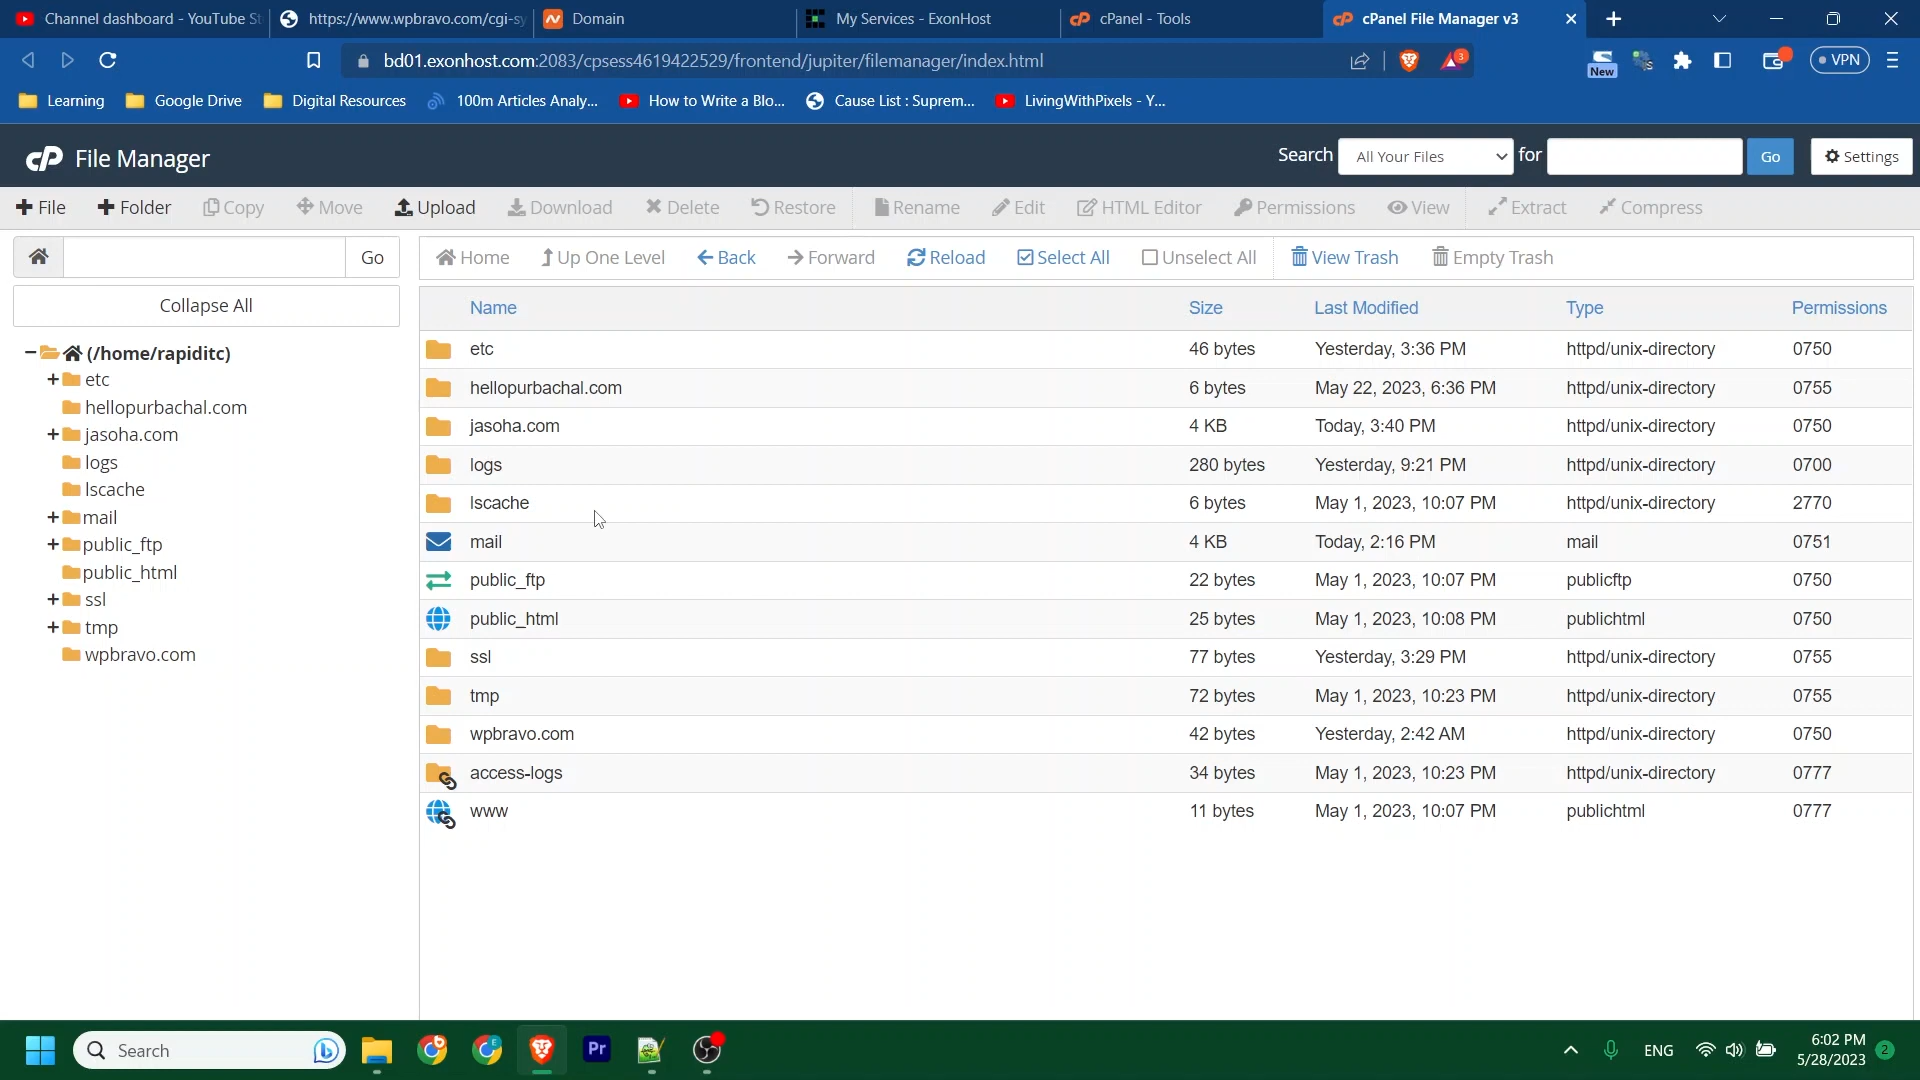 Channel dashboard - YouTube St
https://www.wpbravo.com/cgi-sy
Domain
My Services - ExonHost
cPanel - Tools
cPanel File Manager v3
bd01.exonhost.com:2083/cpsess4619422529/frontend/jupiter/filemanager/index.html
3
New
VPN
Learning
Google Drive
Digital Resources
100m Articles Analy...
How to Write a Blo...
Cause List : Suprem...
LivingWithPixels - Y...
cP File Manager
Search
All Your Files
for
Go
Settings
File
Folder
Copy
Move
Upload
Download
Delete
Restore
Rename
Edit
HTML Editor
Permissions
View
Extract
Compress
Go
Home
Up One Level
Back
Forward
Reload
Select All
Unselect All
View Trash
Empty Trash
Collapse All
(/home/rapiditc)
etc
hellopurbachal.com
jasoha.com
logs
lscache
mail
public_ftp
public_html
ssl
tmp
wpbravo.com
Name Size Last Modified Type Permissions
etc 46 bytes Yesterday, 3:36 PM httpd/unix-directory 0750
hellopurbachal.com 6 bytes May 22, 2023, 6:36 PM httpd/unix-directory 0755
jasoha.com 4 KB Today, 3:40 PM httpd/unix-directory 0750
logs 280 bytes Yesterday, 9:21 PM httpd/unix-directory 0700
lscache 6 bytes May 1, 2023, 10:07 PM httpd/unix-directory 2770
mail 4 KB Today, 2:16 PM mail 0751
public_ftp 22 bytes May 1, 2023, 10:07 PM publicftp 0750
public_html 25 bytes May 1, 2023, 10:08 PM publichtml 0750
ssl 77 bytes Yesterday, 3:29 PM httpd/unix-directory 0755
tmp 72 bytes May 1, 2023, 10:23 PM httpd/unix-directory 0755
wpbravo.com 42 bytes Yesterday, 2:42 AM httpd/unix-directory 0750
access-logs 34 bytes May 1, 2023, 10:23 PM httpd/unix-directory 0777
www 11 bytes May 1, 2023, 10:07 PM publichtml 0777
Search
Pr
ENG
6:02 PM
5/28/2023
2